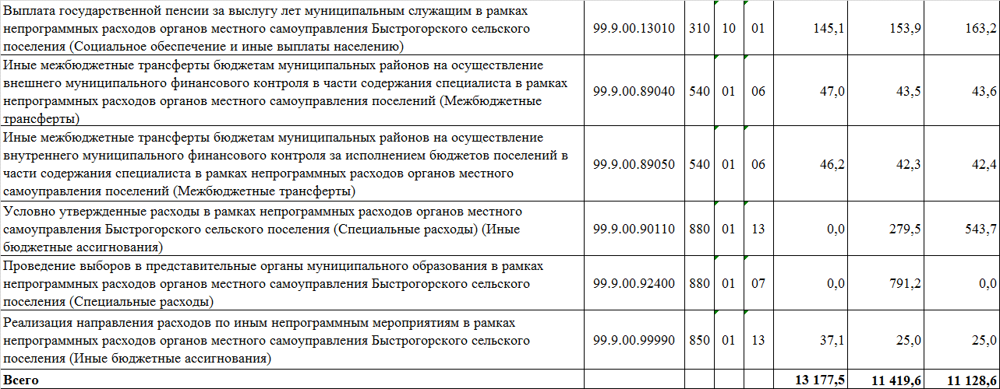 Выплата государственной пенсии за выслугу лет муниципальным служащим в рамках
непрограммных расходов органов местного самоуправления Быстрогорского сельского
поселения (Социальное обеспечение и иные выплаты населению)
99.9.00.13010 310 10 01 145,1 153,9 163,2
Иные межбюджетные трансферты бюджетам муниципальных районов на осуществление
внешнего муниципального финансового контроля в части содержания специалиста в рамках
непрограммных расходов органов местного самоуправления поселений (Межбюджетные
трансферты)
99.9.00.89040 540 01 06 47,0 43,5 43,6
Иные межбюджетные трансферты бюджетам муниципальных районов на осуществление
внутреннего муниципального финансового контроля за исполнением бюджетов поселений в
части содержания специалиста в рамках непрограммных расходов органов местного
самоуправления поселений (Межбюджетные трансферты)
99.9.00.89050 540 01 06 46,2 42,3 42,4
Условно утвержденные расходы в рамках непрограммных расходов органов местного
самоуправления Быстрогорского сельского поселения (Специальные расходы) (Иные
бюджетные ассигнования)
99.9.00.90110 880 01 13 0,0 279,5 543,7
Проведение выборов в представительные органы муниципального образования в рамках
непрограммных расходов органов местного самоуправления Быстрогорского сельского
поселения (Специальные расходы)
99.9.00.92400 880 01 07 0,0 791,2 0,0
Реализация направления расходов по иным непрограммным мероприятиям в рамках
непрограммных расходов органов местного самоуправления Быстрогорского сельского
поселения (Иные бюджетные ассигнования)
99.9.00.99990 850 01 13 37,1 25,0 25,0
Всего 13 177,5 11 419,6 11 128,6